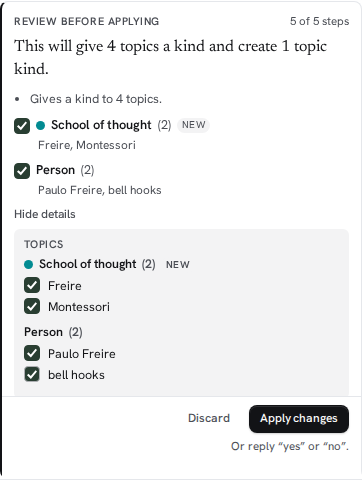 REVIEW BEFORE APPLYING 5 of 5 steps
This will give 4 topics a kind and create 1 topic
kind.
• Gives a kind to 4 topics.
School of thought (2) NEW
Freire, Montessori
Person (2)
Paulo Freire, bell hooks
Hide details
TOPICS
School of thought (2) NEW
Freire
Montessori
Person (2)
Paulo Freire
bell hooks
Discard Apply changes
Or reply “yes” or “no”.